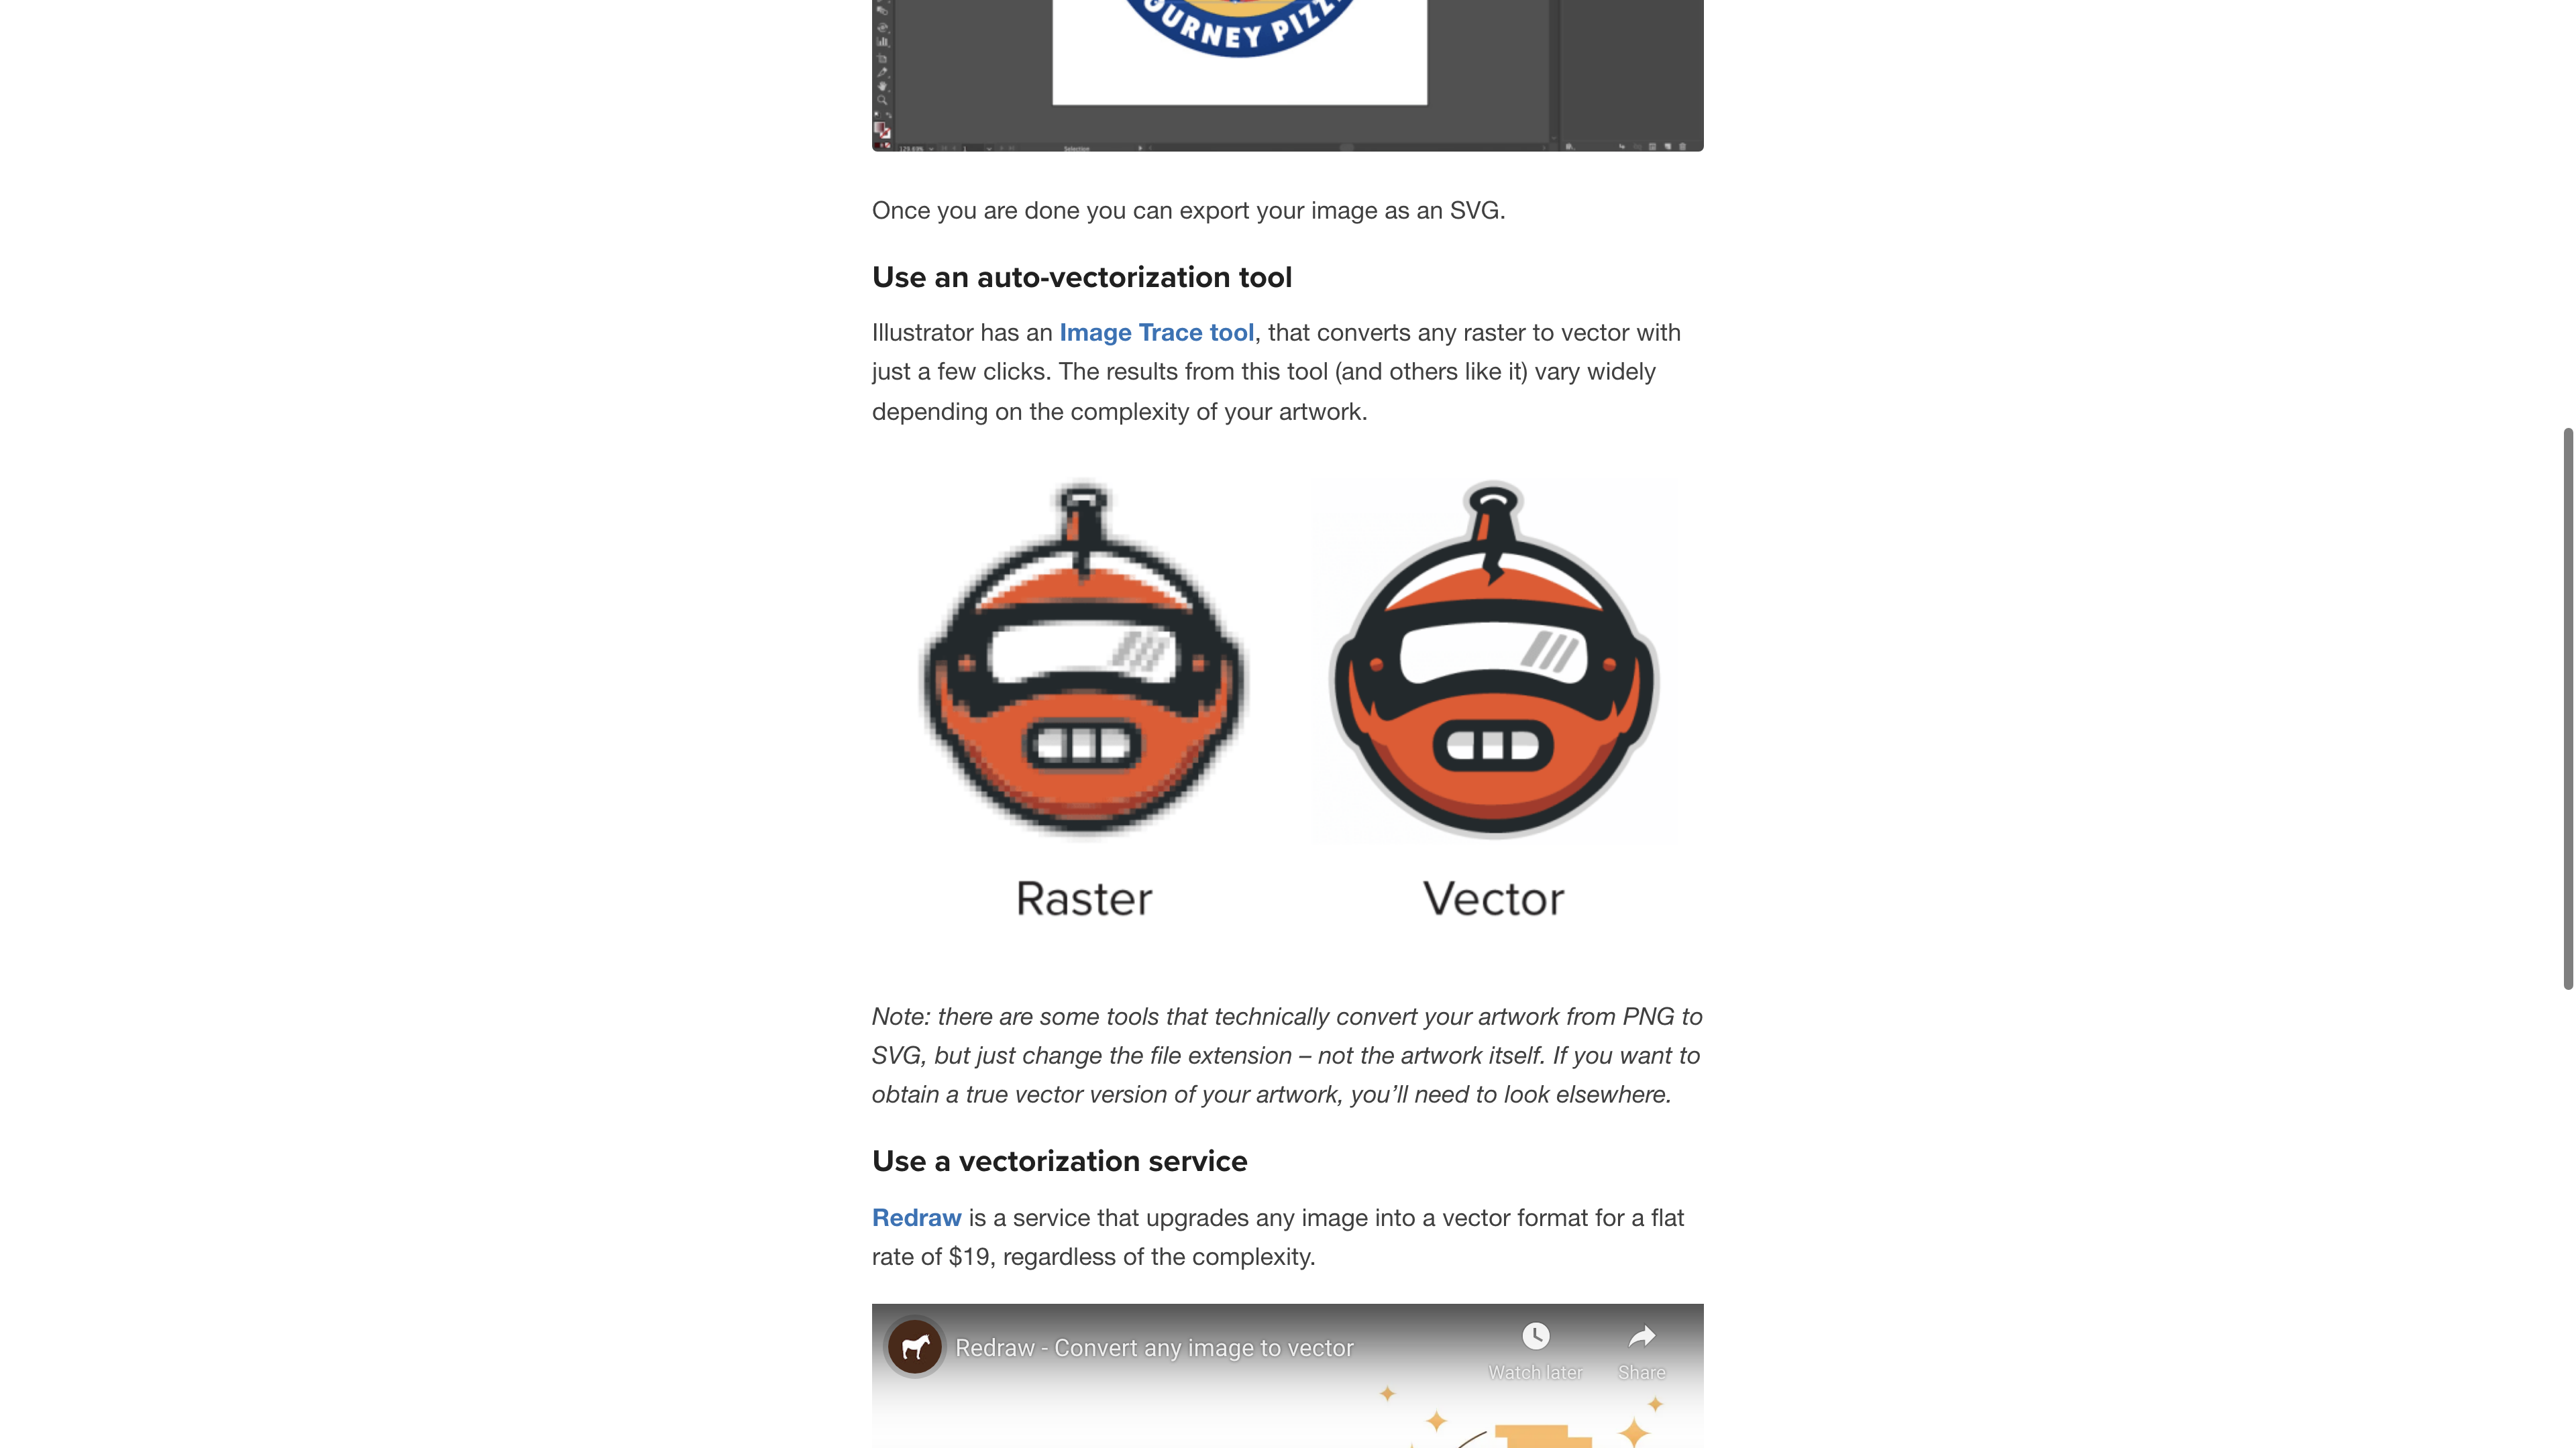 OURNEY PIZZ
125.69%
1
Selection
Once you are done you can export your image as an SVG.
Use an auto-vectorization tool
Illustrator has an Image Trace tool, that converts any raster to vector with
just a few clicks. The results from this tool (and others like it) vary widely
depending on the complexity of your artwork.
Raster
Vector
Note: there are some tools that technically convert your artwork from PNG to
SVG, but just change the file extension – not the artwork itself. If you want to
obtain a true vector version of your artwork, you’ll need to look elsewhere.
Use a vectorization service
Redraw is a service that upgrades any image into a vector format for a flat
rate of $19, regardless of the complexity.
Redraw - Convert any image to vector
Watch later
Share